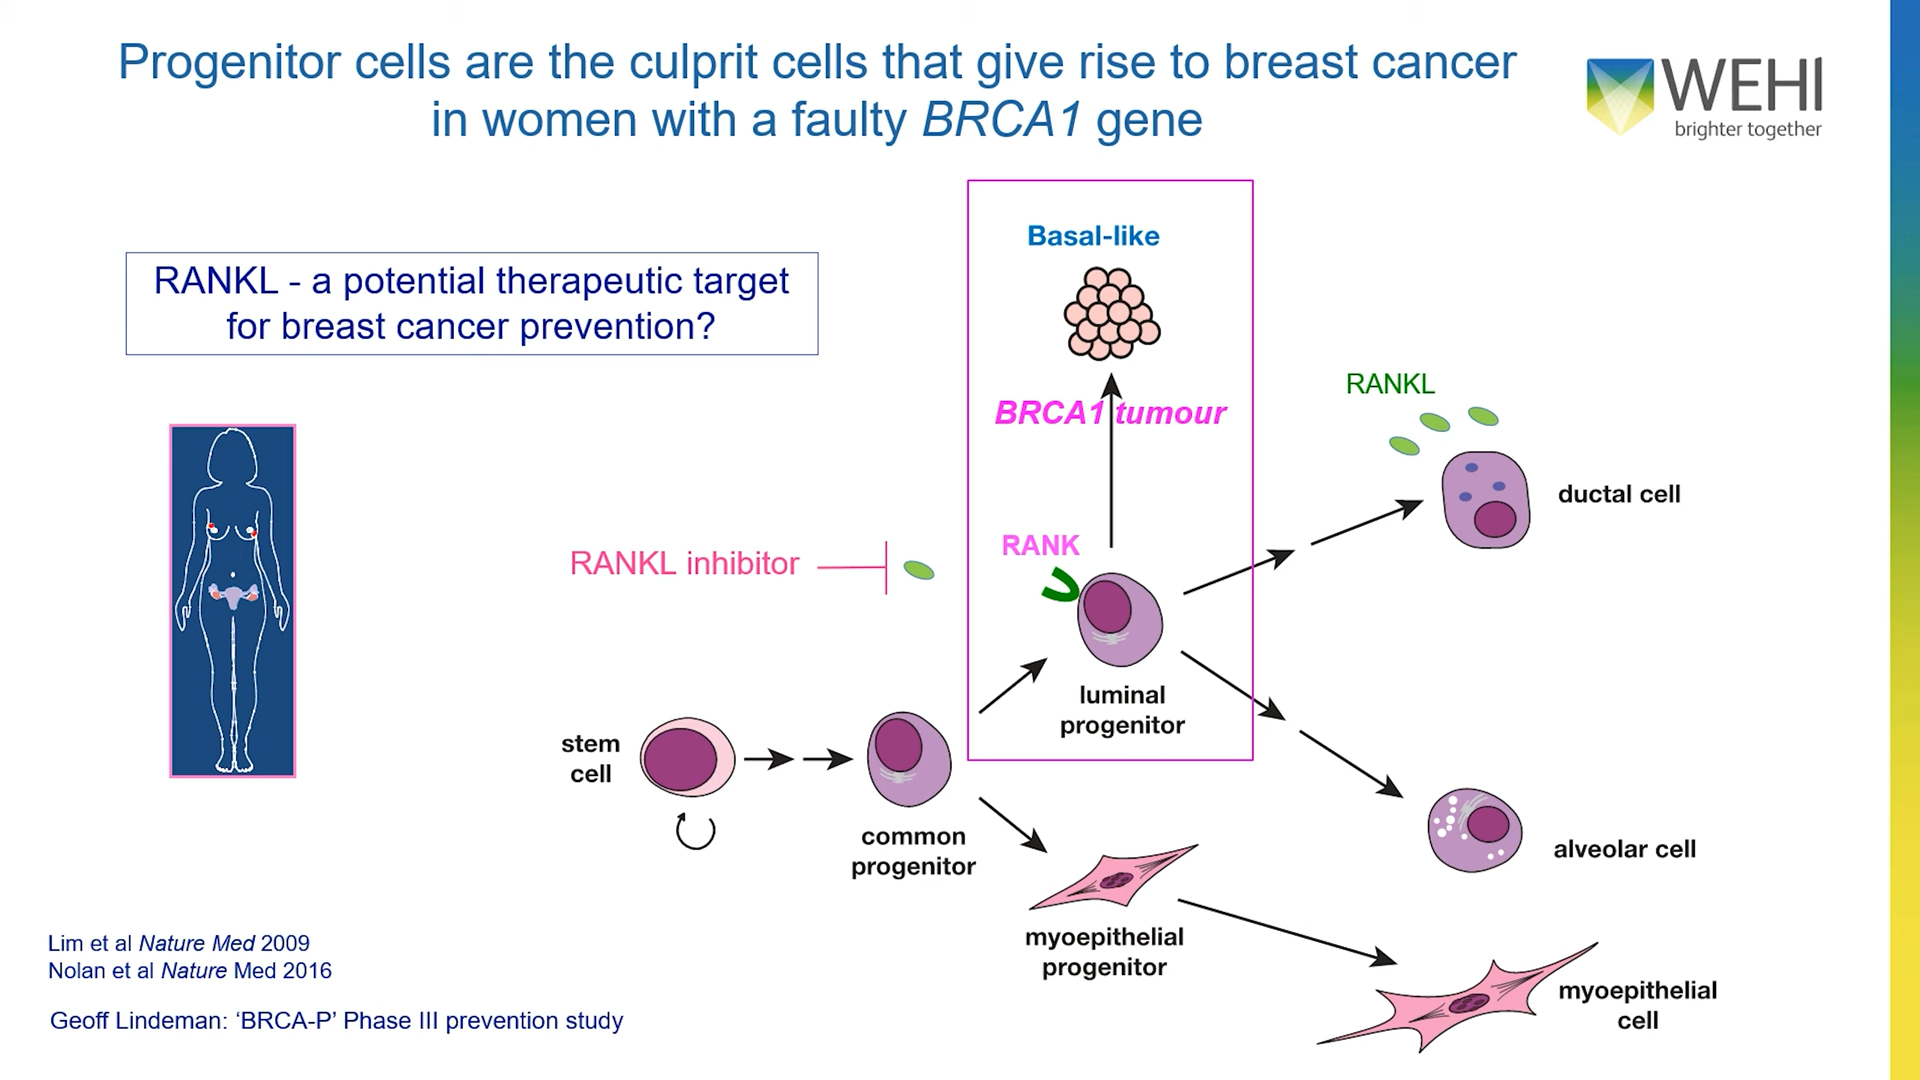 Progenitor cells are the culprit cells that give rise to breast cancer
in women with a faulty BRCA1 gene
WEHI
brighter together
RANKL - a potential therapeutic target
for breast cancer prevention?
Basal-like
BRCA1 tumour
RANKL
ductal cell
RANK
RANKL inhibitor
luminal
progenitor
stem
cell
common
progenitor
alveolar cell
myoepithelial
progenitor
myoepithelial
cell
Lim et al Nature Med 2009
Nolan et al Nature Med 2016
Geoff Lindeman: ‘BRCA-P’ Phase III prevention study